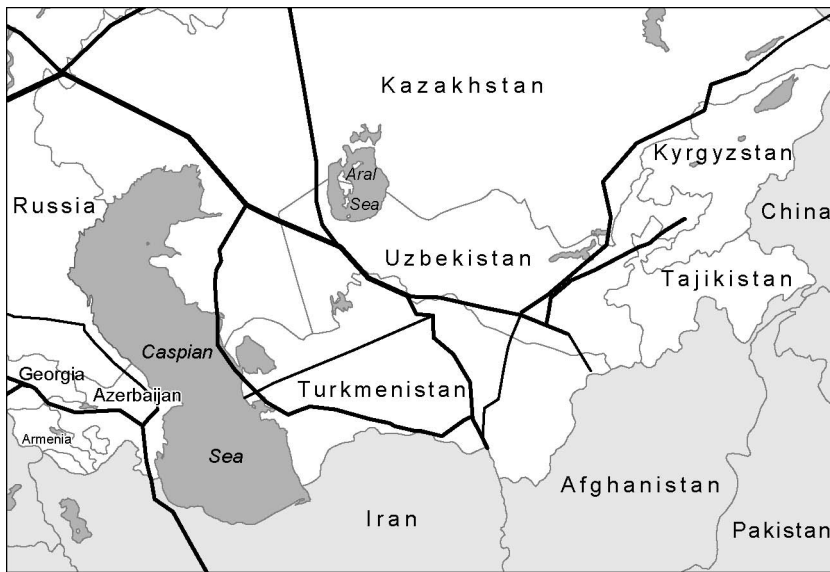 Kazakhstan
Kyrgyzstan
Aral
Sea
Russia
China
Uzbekistan
Tajikistan
Caspian
Georgia
Turkmenistan
Azerbaijan
Armenia
Sea
Afghanistan
Iran
Pakistan